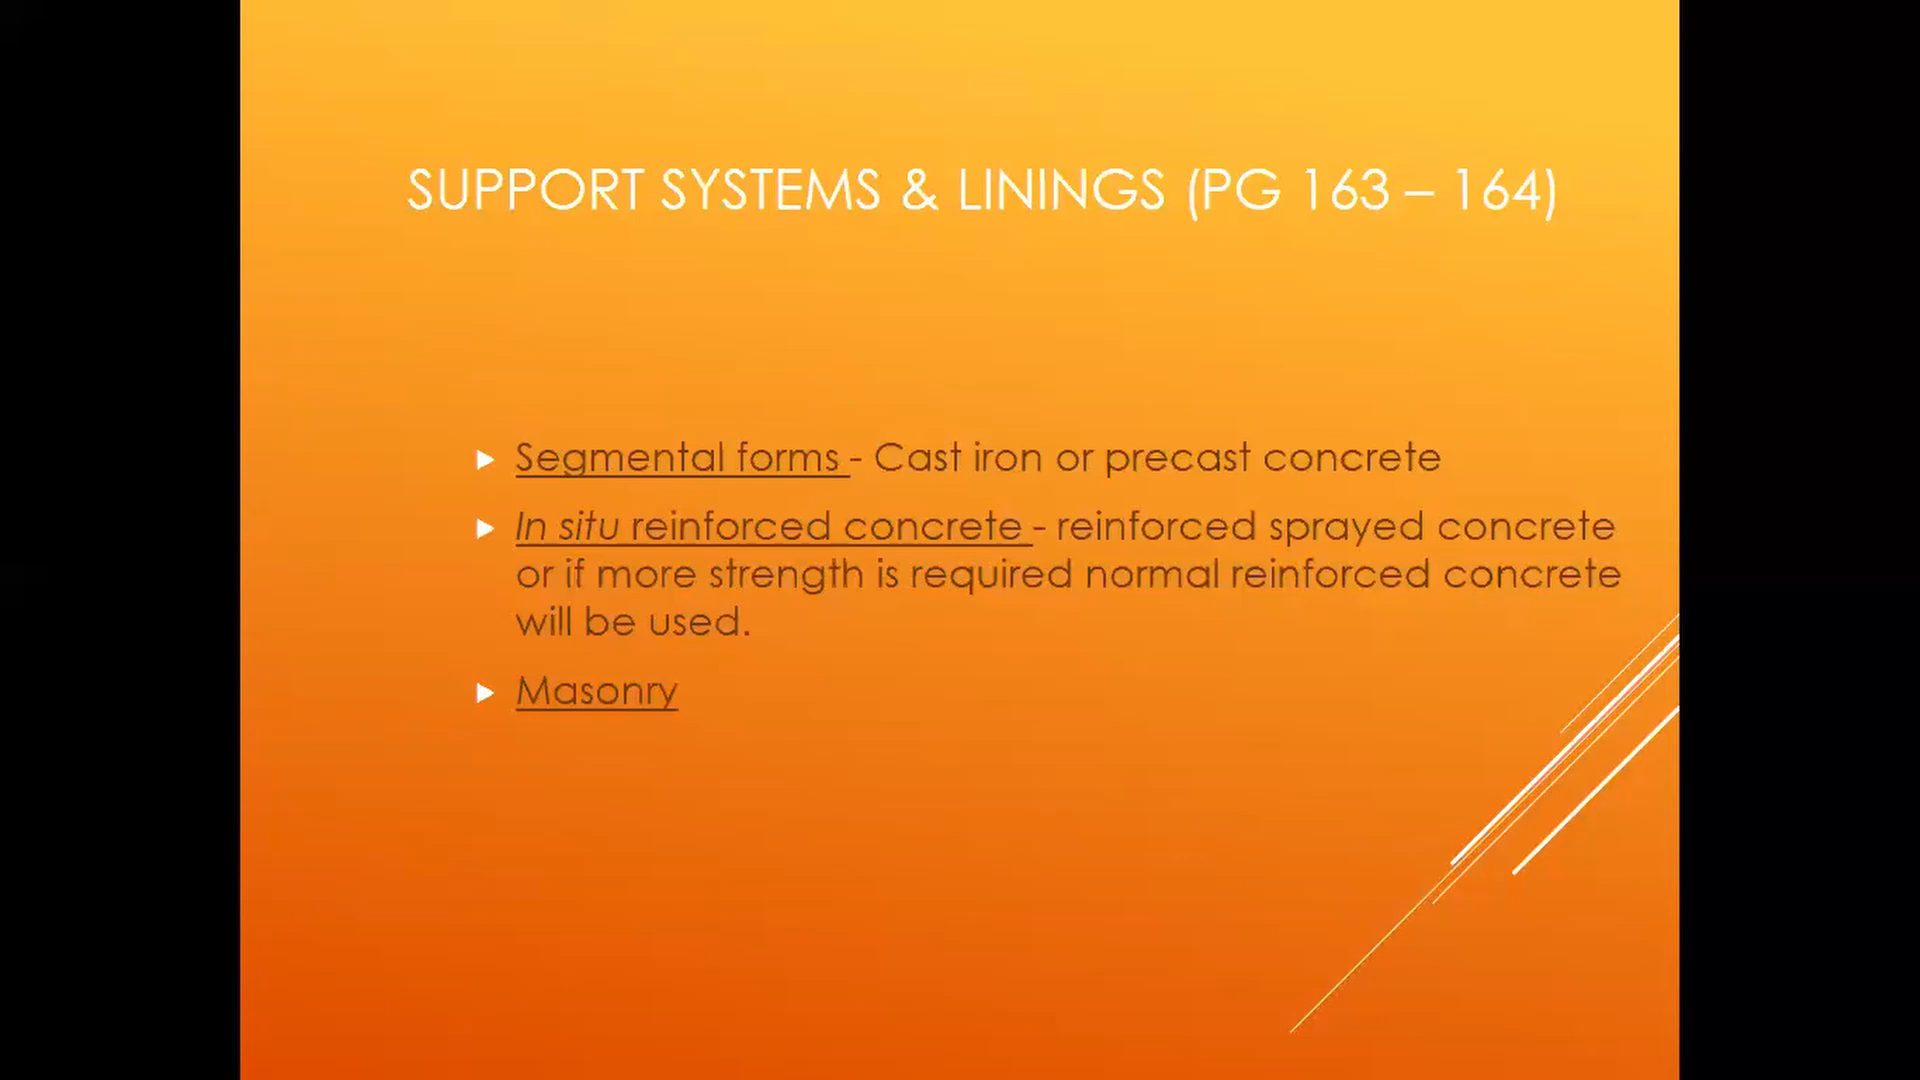 SUPPORT SYSTEMS & LININGS (PG 163 – 164)
Segmental forms - Cast iron or precast concrete
In situ reinforced concrete - reinforced sprayed concrete
or if more strength is required normal reinforced concrete
will be used.
Masonry